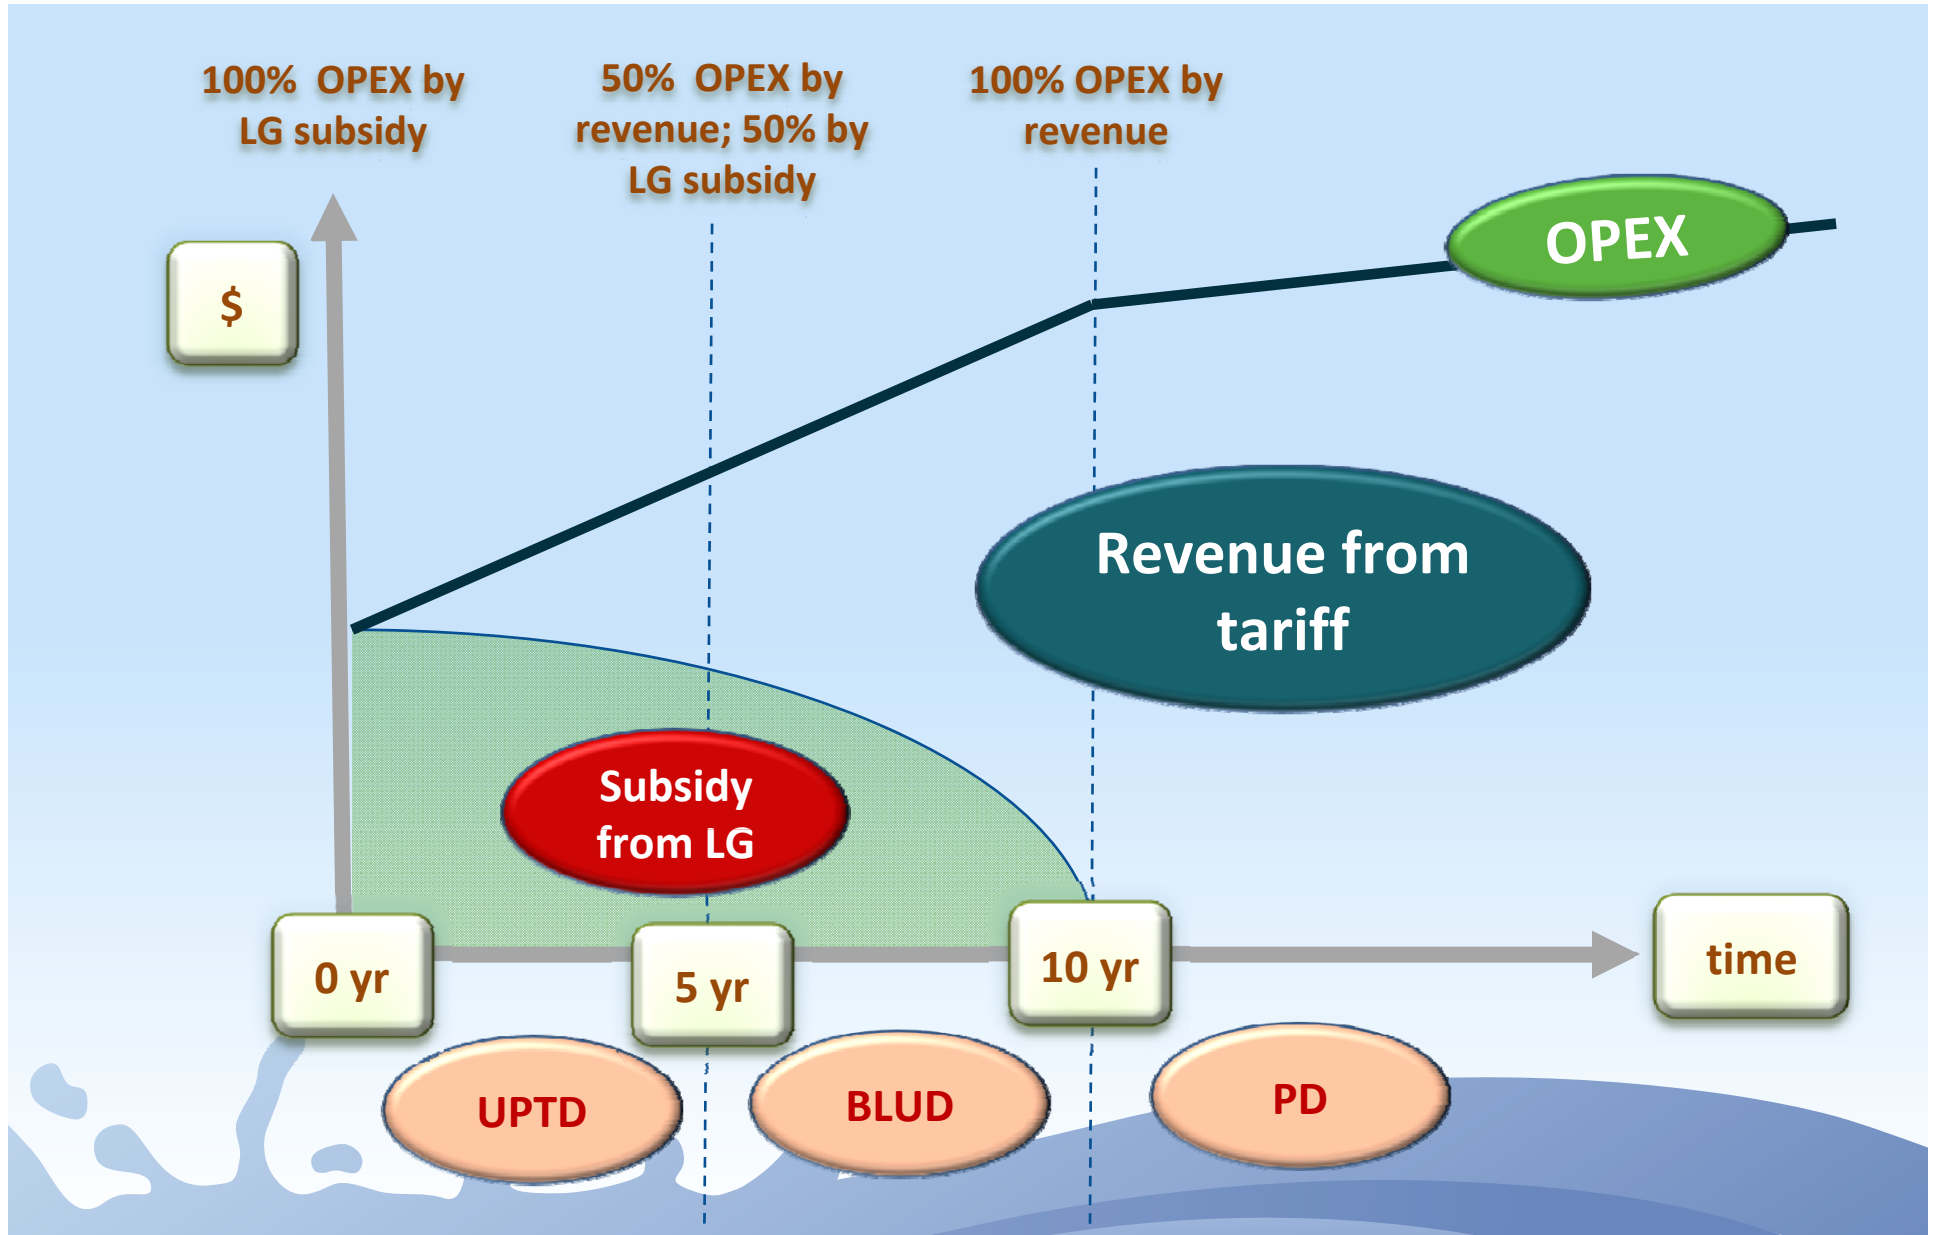 100% OPEX by
LG subsidy
50% OPEX by
revenue; 50% by
LG subsidy
100% OPEX by
revenue
$
OPEX
Revenue from
tariff
Subsidy
from LG
0 yr
5 yr
10 yr
time
UPTD
BLUD
PD